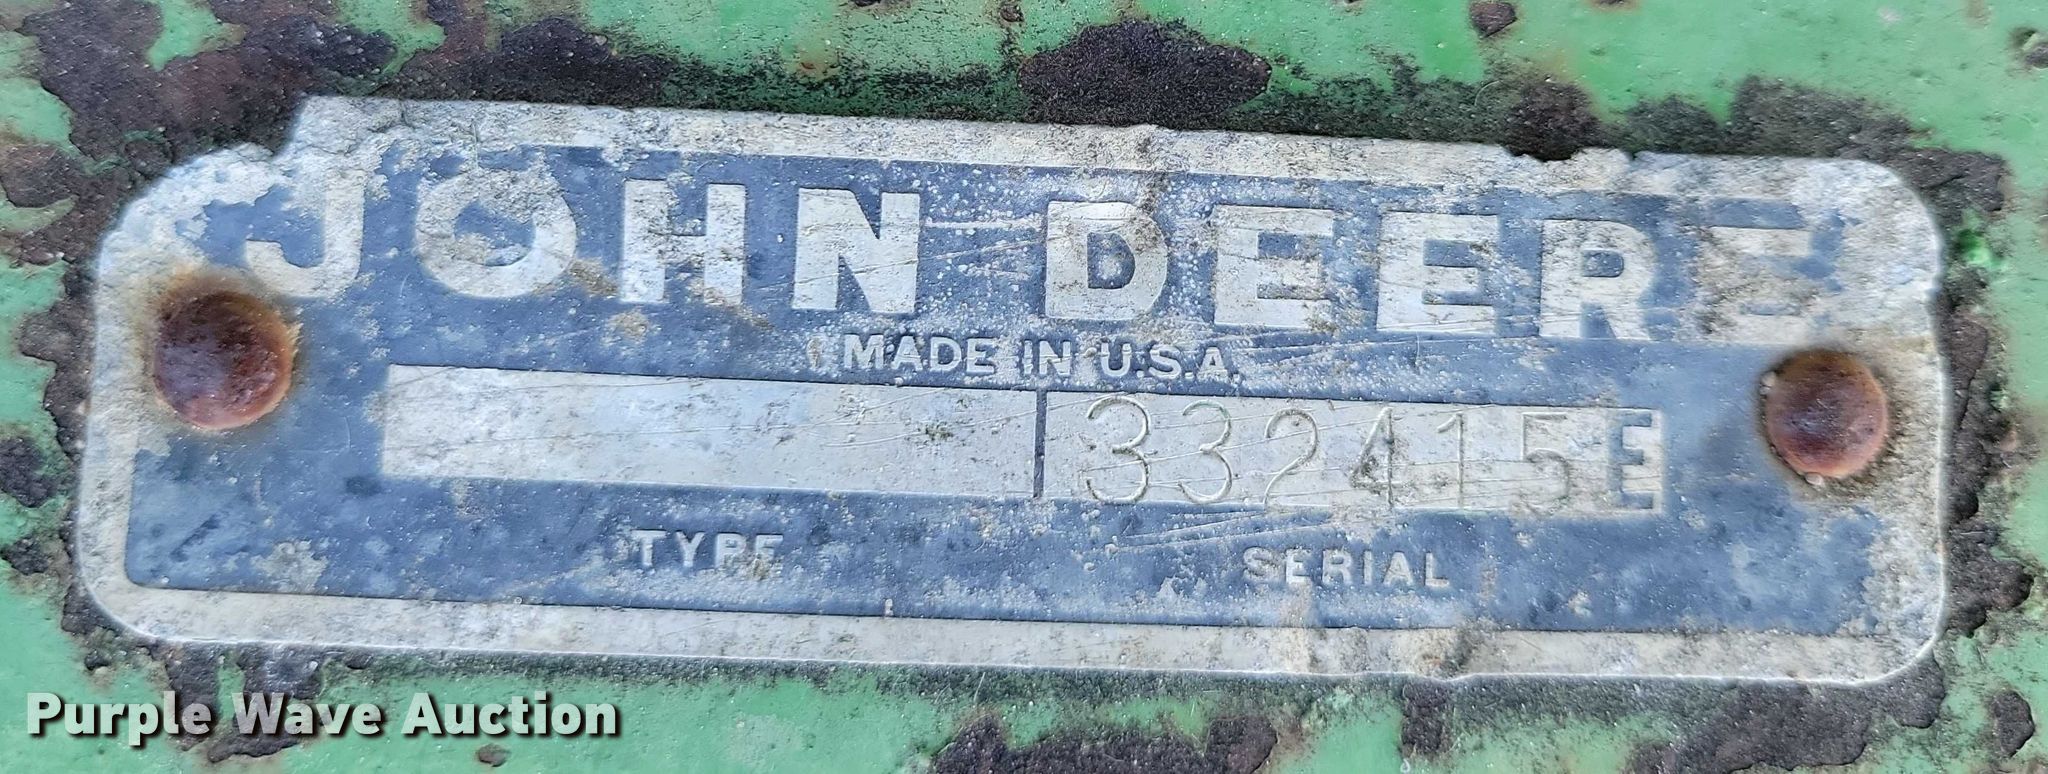 JOHN DEERE
MADE IN U.S.A.
332415E
TYPE SERIAL
Purple Wave Auction